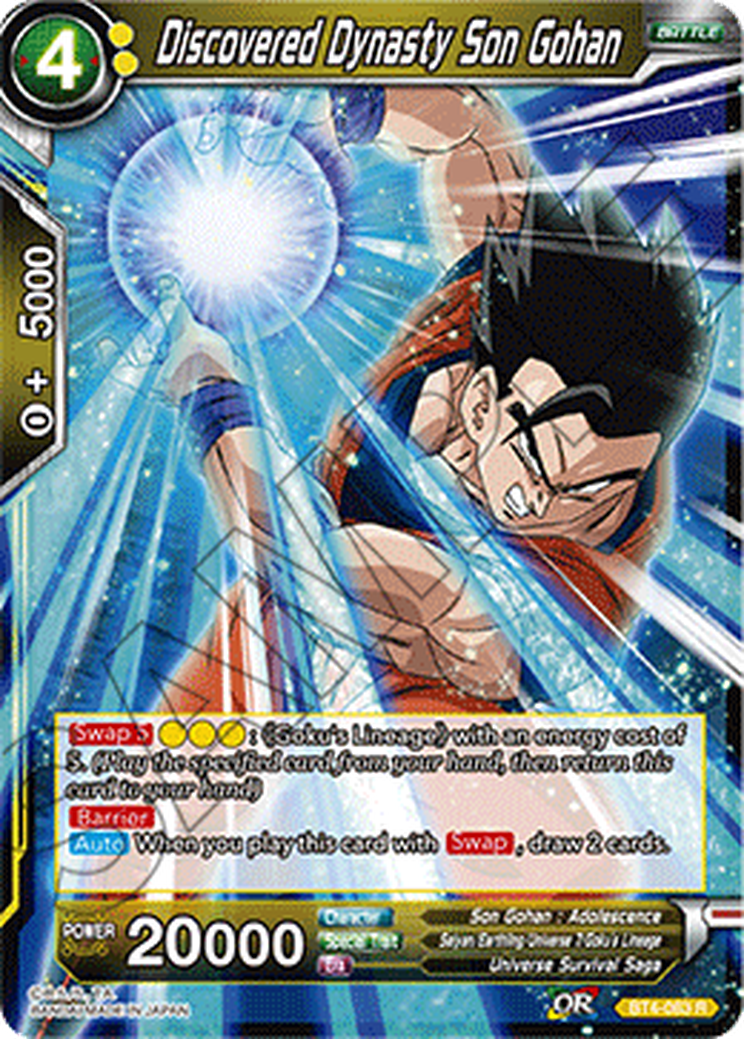 4
Discovered Dynasty Son Gohan
BATTLE
0 + 5000
Swap 5 : 《Goku's Lineage》 with an energy cost of
5. (Play the specified card from your hand, then return this
card to your hand)
Barrier
Auto When you play this card with Swap, draw 2 cards.
POWER 20000
Character Son Gohan : Adolescence
Special Trait Saiyan/Earthling/Universe 7/Goku's Lineage
Era Universe Survival Saga
BANDAI MADE IN JAPAN
BT4-083 R